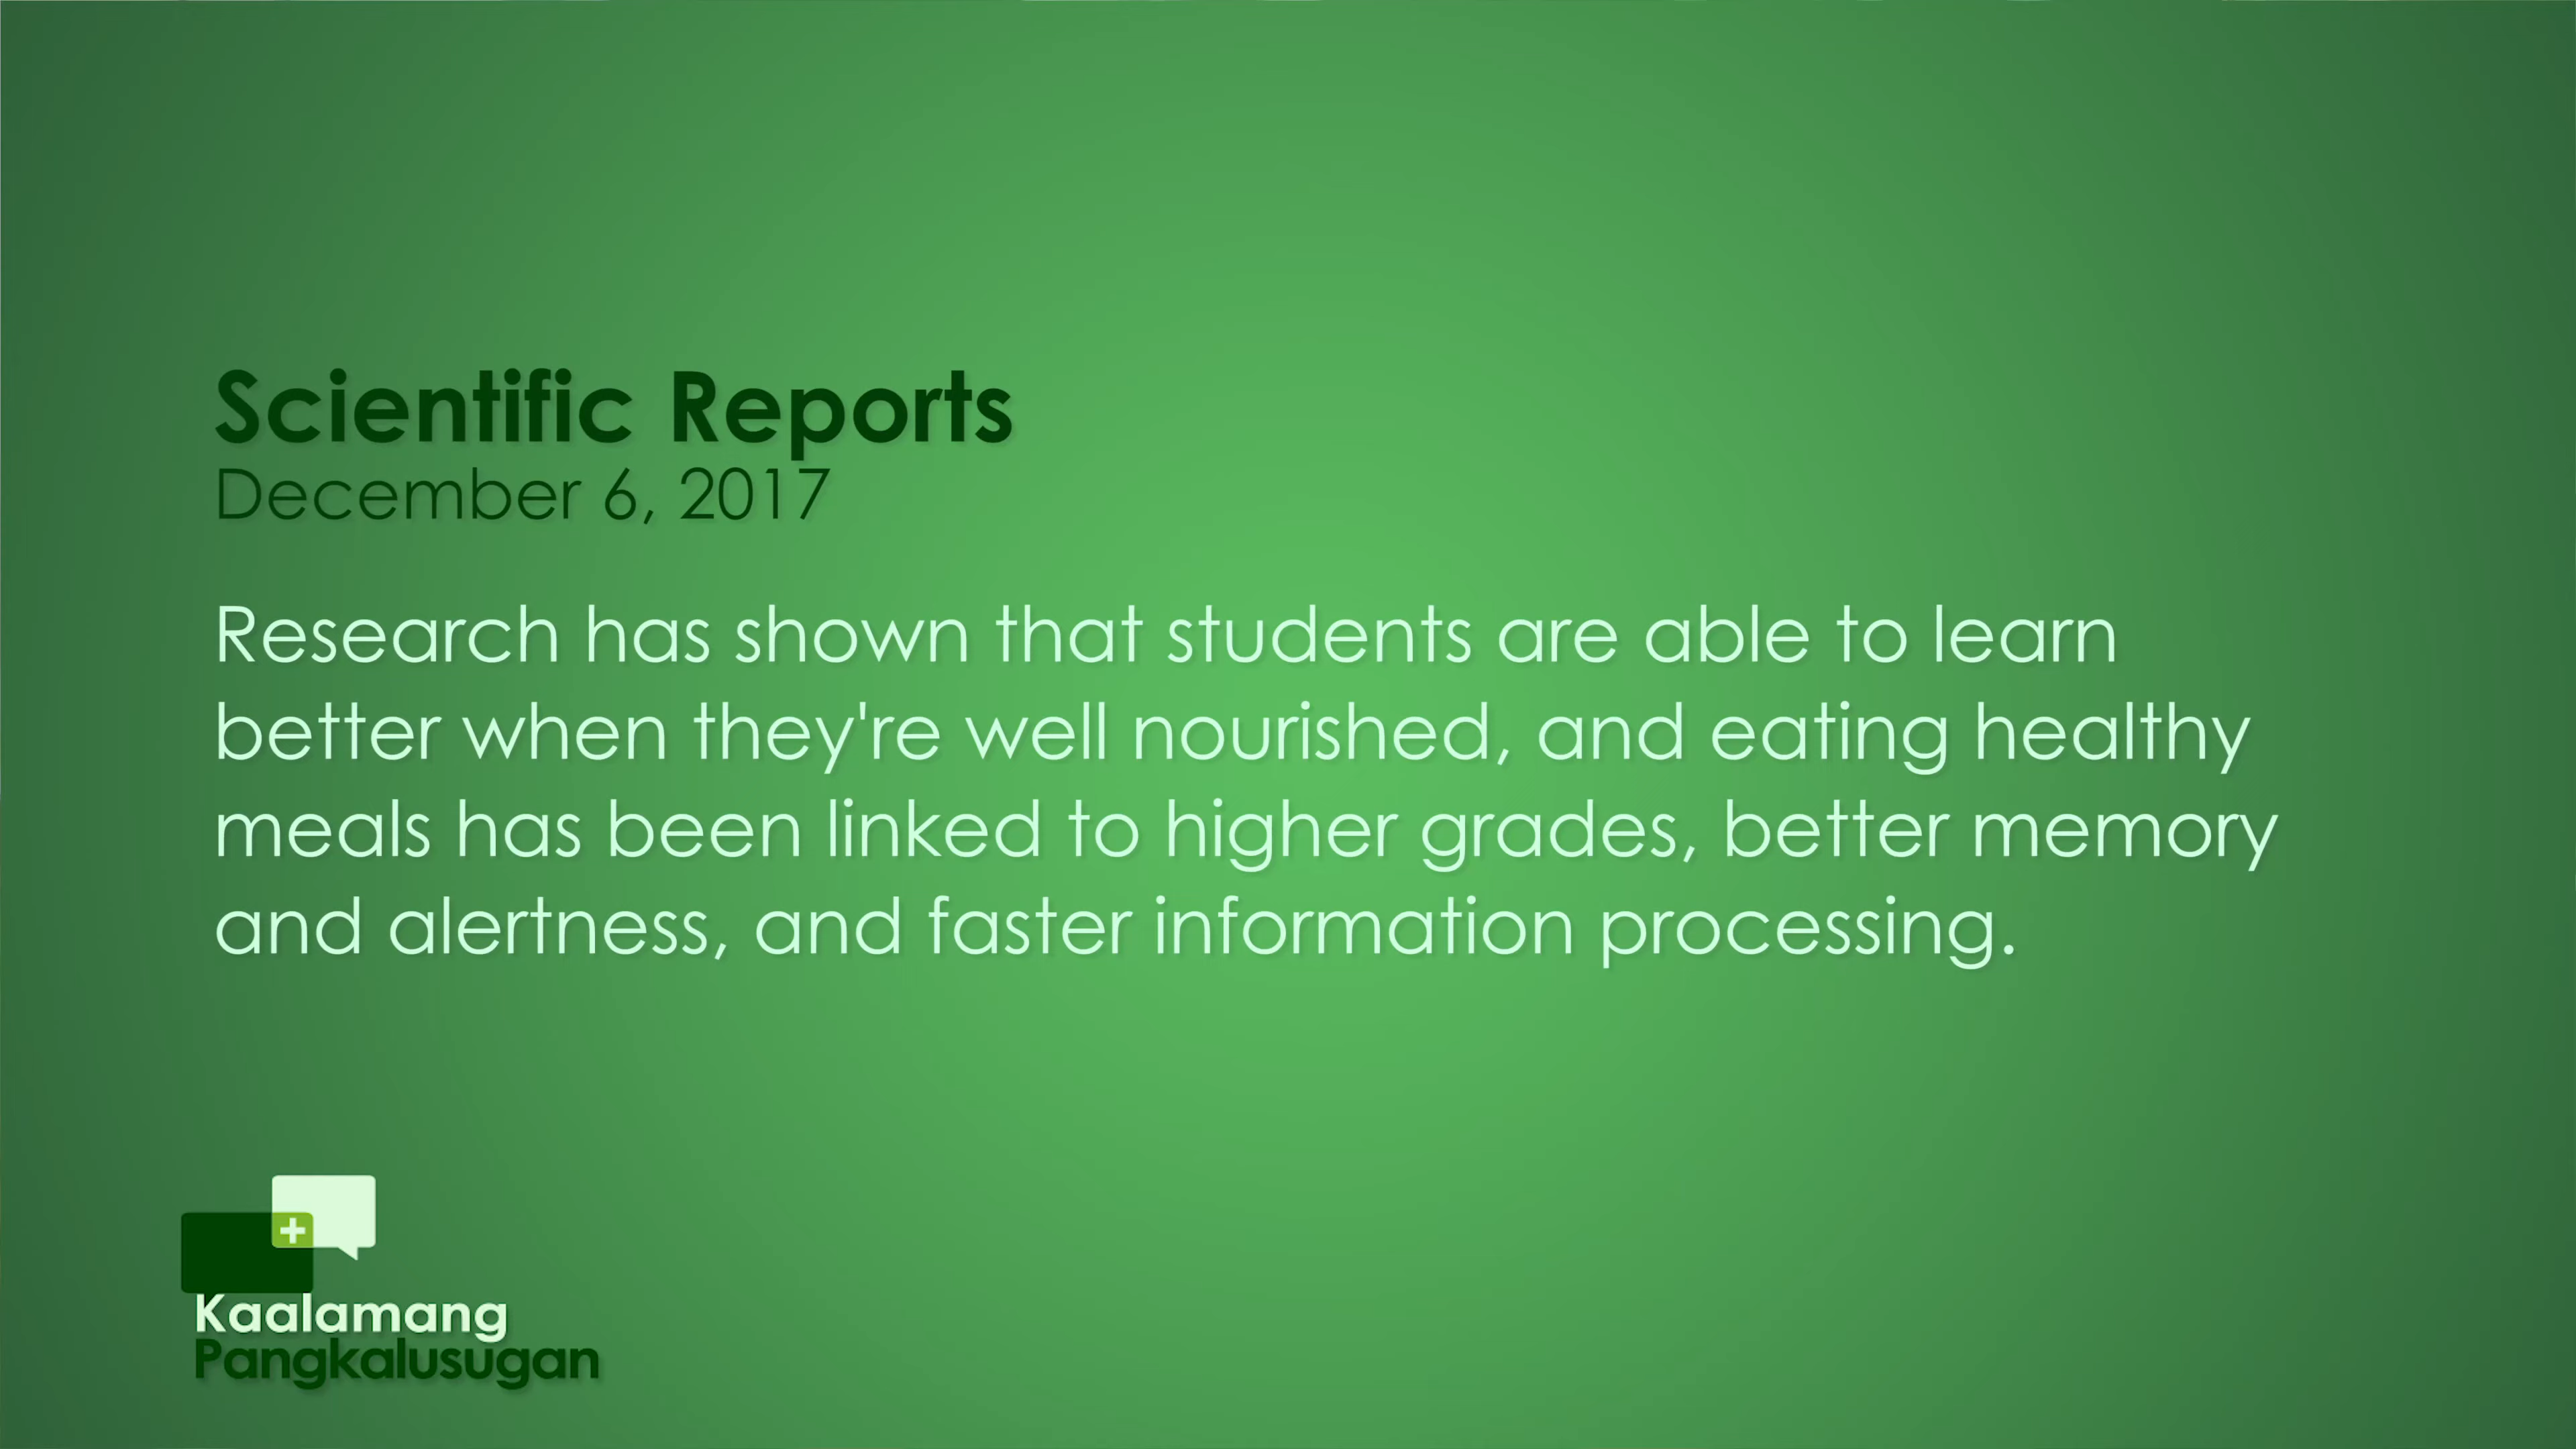 Scientific Reports
December 6, 2017
Research has shown that students are able to learn
better when they're well nourished, and eating healthy
meals has been linked to higher grades, better memory
and alertness, and faster information processing.
Kaalamang
Pangkalusugan